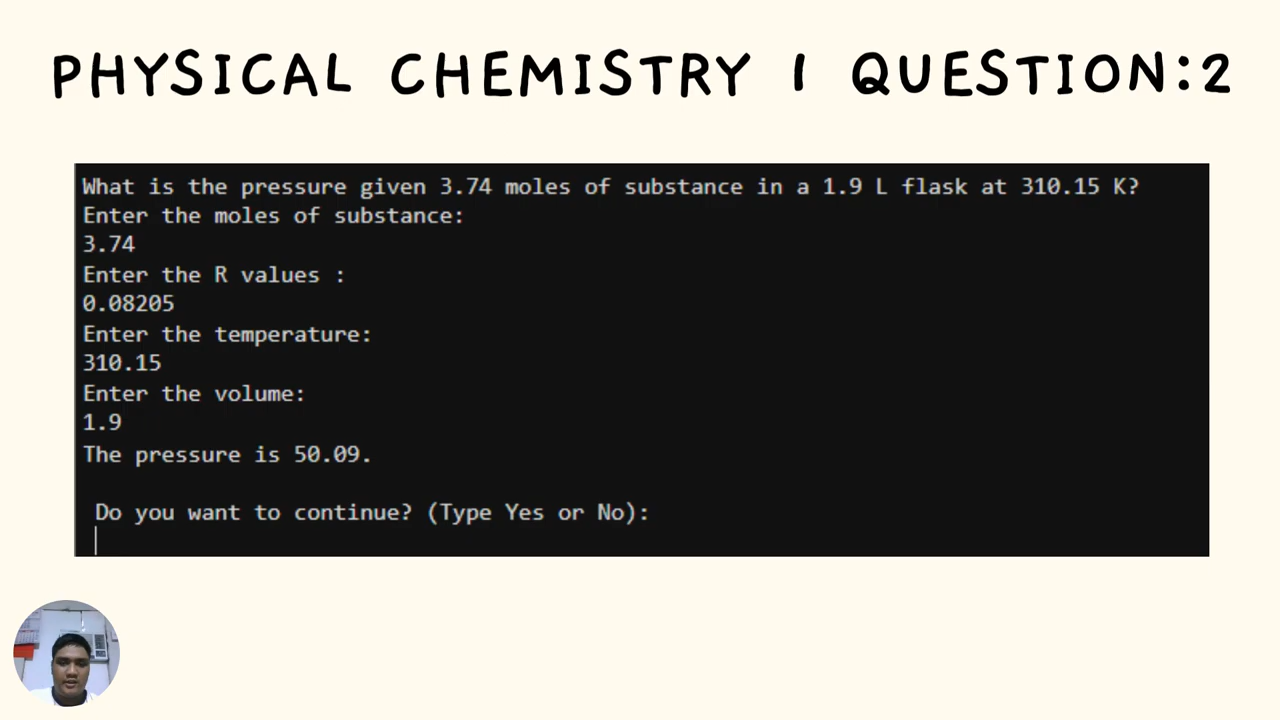 PHYSICAL CHEMISTRY 1 QUESTION:2
What is the pressure given 3.74 moles of substance in a 1.9 L flask at 310.15 K?
Enter the moles of substance:
3.74
Enter the R values :
0.08205
Enter the temperature:
310.15
Enter the volume:
1.9
The pressure is 50.09.
Do you want to continue? (Type Yes or No):